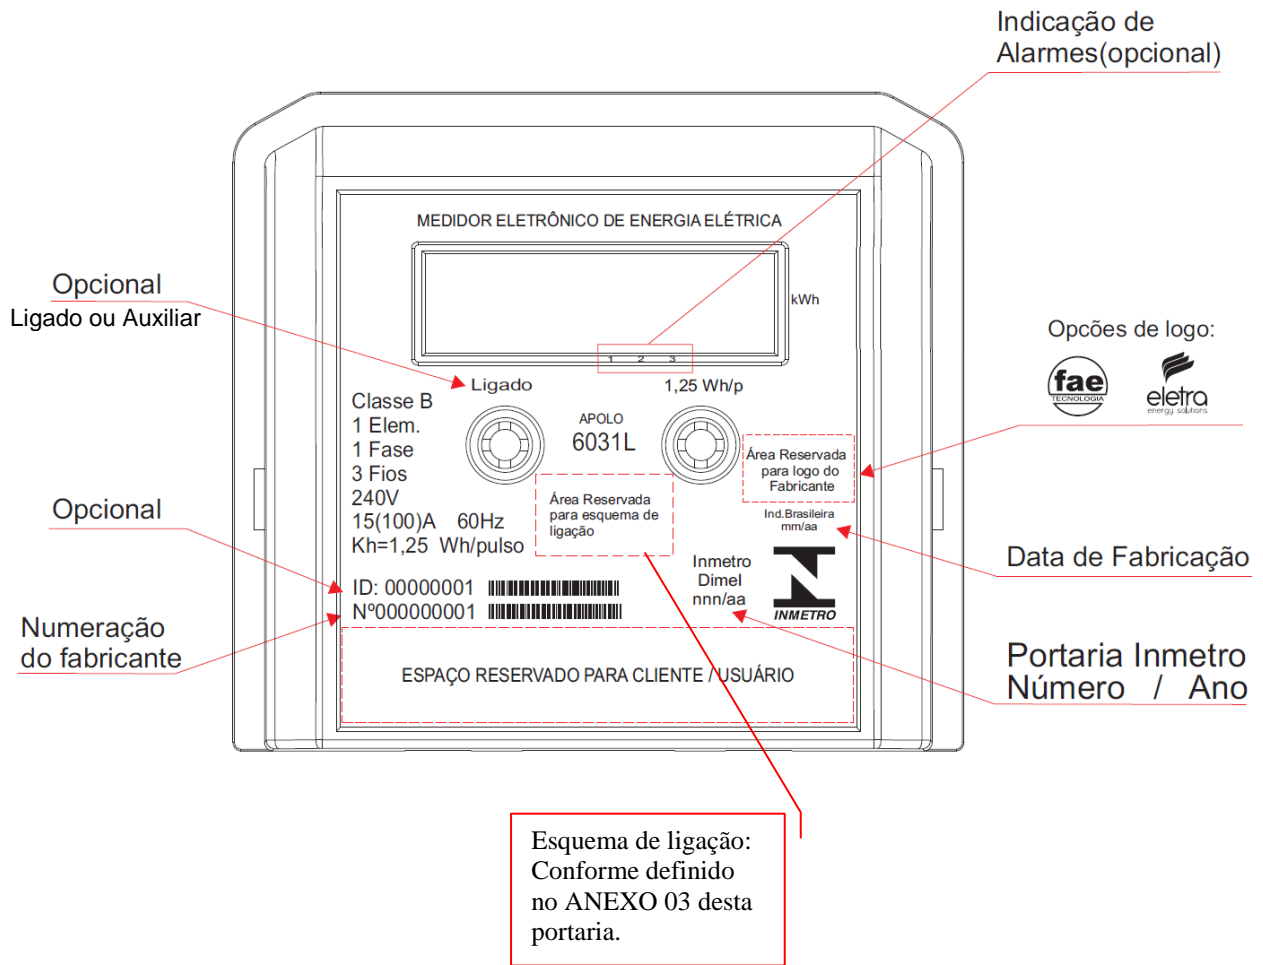 Indicação de
Alarmes(opcional)
MEDIDOR ELETRÔNICO DE ENERGIA ELÉTRICA
kWh
1 2 3
Opcional
Ligado ou Auxiliar
Opcões de logo:
fae
TECNOLOGIA
eletra
energy solutions
Ligado
1,25 Wh/p
APOLO
6031L
Classe B
1 Elem.
1 Fase
3 Fios
240V
15(100)A 60Hz
Kh=1,25 Wh/pulso
Área Reservada
para logo do
Fabricante
Área Reservada
para esquema de
ligação
Ind.Brasileira
mm/aa
Opcional
Data de Fabricação
Inmetro
Dimel
nnn/aa
INMETRO
ID: 00000001
Nº000000001
Numeração
do fabricante
Portaria Inmetro
Número / Ano
ESPAÇO RESERVADO PARA CLIENTE / USUÁRIO
Esquema de ligação:
Conforme definido
no ANEXO 03 desta
portaria.